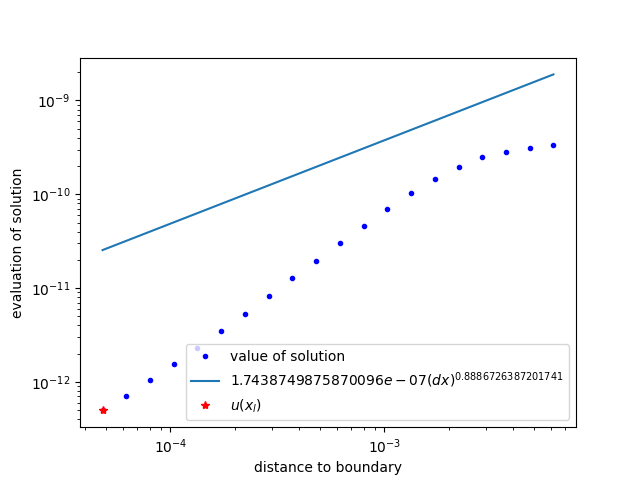 10⁻⁹
10⁻¹⁰
10⁻¹¹
10⁻¹²
evaluation of solution
value of solution
1.7438749875870096e − 07(dx)^0.8886726387201741
u(x_l)
10⁻⁴
10⁻³
distance to boundary